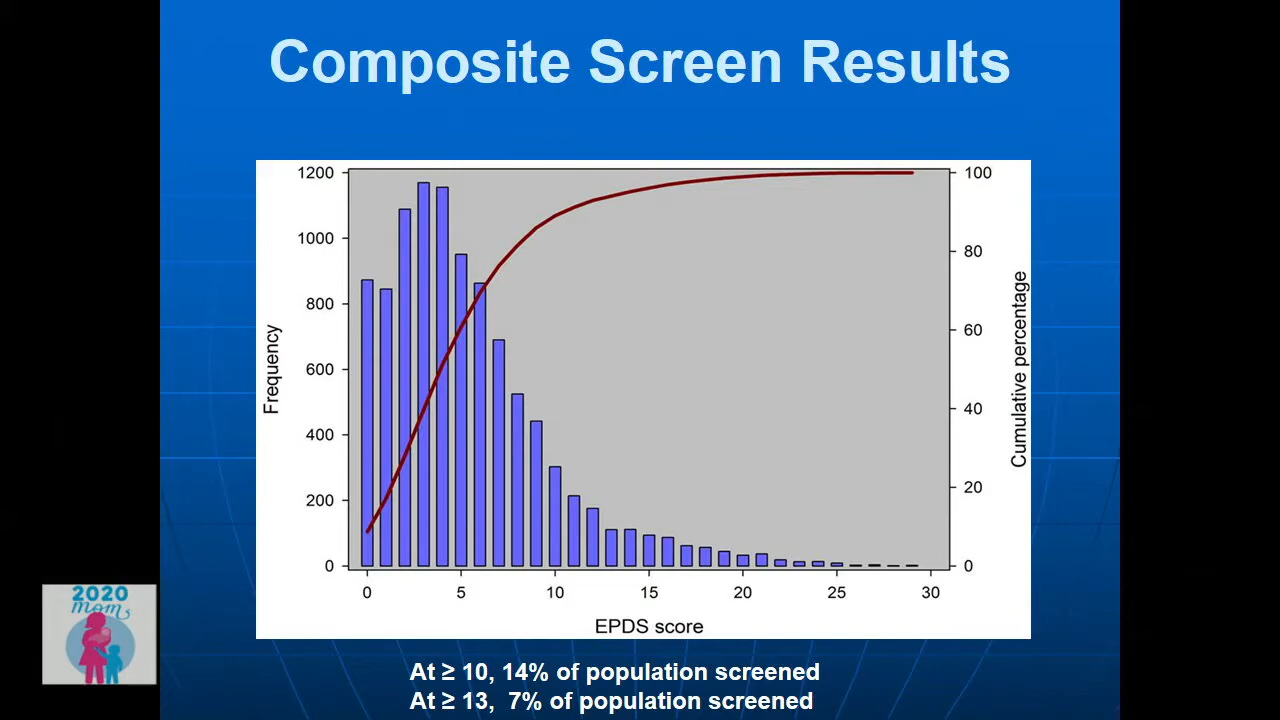 Composite Screen Results
1200
1000
800
600
400
200
0
Frequency
100
80
60
40
20
0
Cumulative percentage
0 5 10 15 20 25 30
EPDS score
2020
moms
At ≥ 10, 14% of population screened
At ≥ 13,  7% of population screened